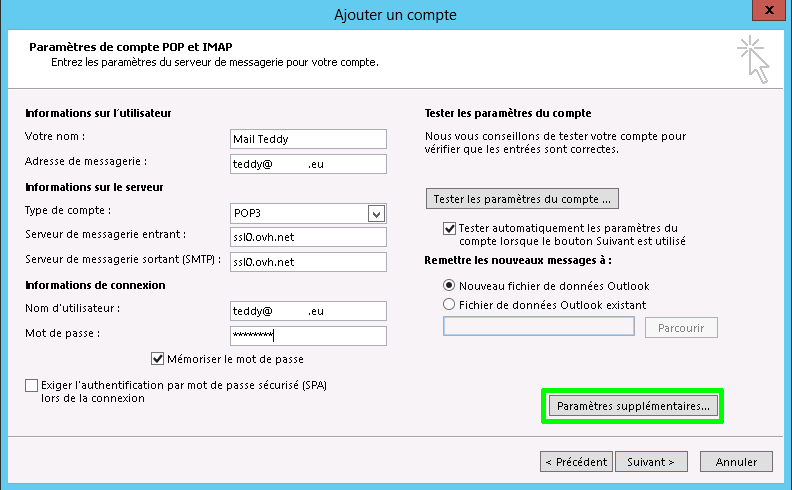 Ajouter un compte
x
Paramètres de compte POP et IMAP
Entrez les paramètres du serveur de messagerie pour votre compte.
Informations sur l'utilisateur
Votre nom :
Mail Teddy
Adresse de messagerie :
teddy@ .eu
Informations sur le serveur
Type de compte :
POP3
Serveur de messagerie entrant :
ssl0.ovh.net
Serveur de messagerie sortant (SMTP) :
ssl0.ovh.net
Informations de connexion
Nom d'utilisateur :
teddy@ .eu
Mot de passe :
********
Mémoriser le mot de passe
Exiger l'authentification par mot de passe sécurisé (SPA)
lors de la connexion
Tester les paramètres du compte
Nous vous conseillons de tester votre compte pour
vérifier que les entrées sont correctes.
Tester les paramètres du compte ...
Tester automatiquement les paramètres du
compte lorsque le bouton Suivant est utilisé
Remettre les nouveaux messages à :
Nouveau fichier de données Outlook
Fichier de données Outlook existant
Parcourir
Paramètres supplémentaires...
< Précédent
Suivant >
Annuler